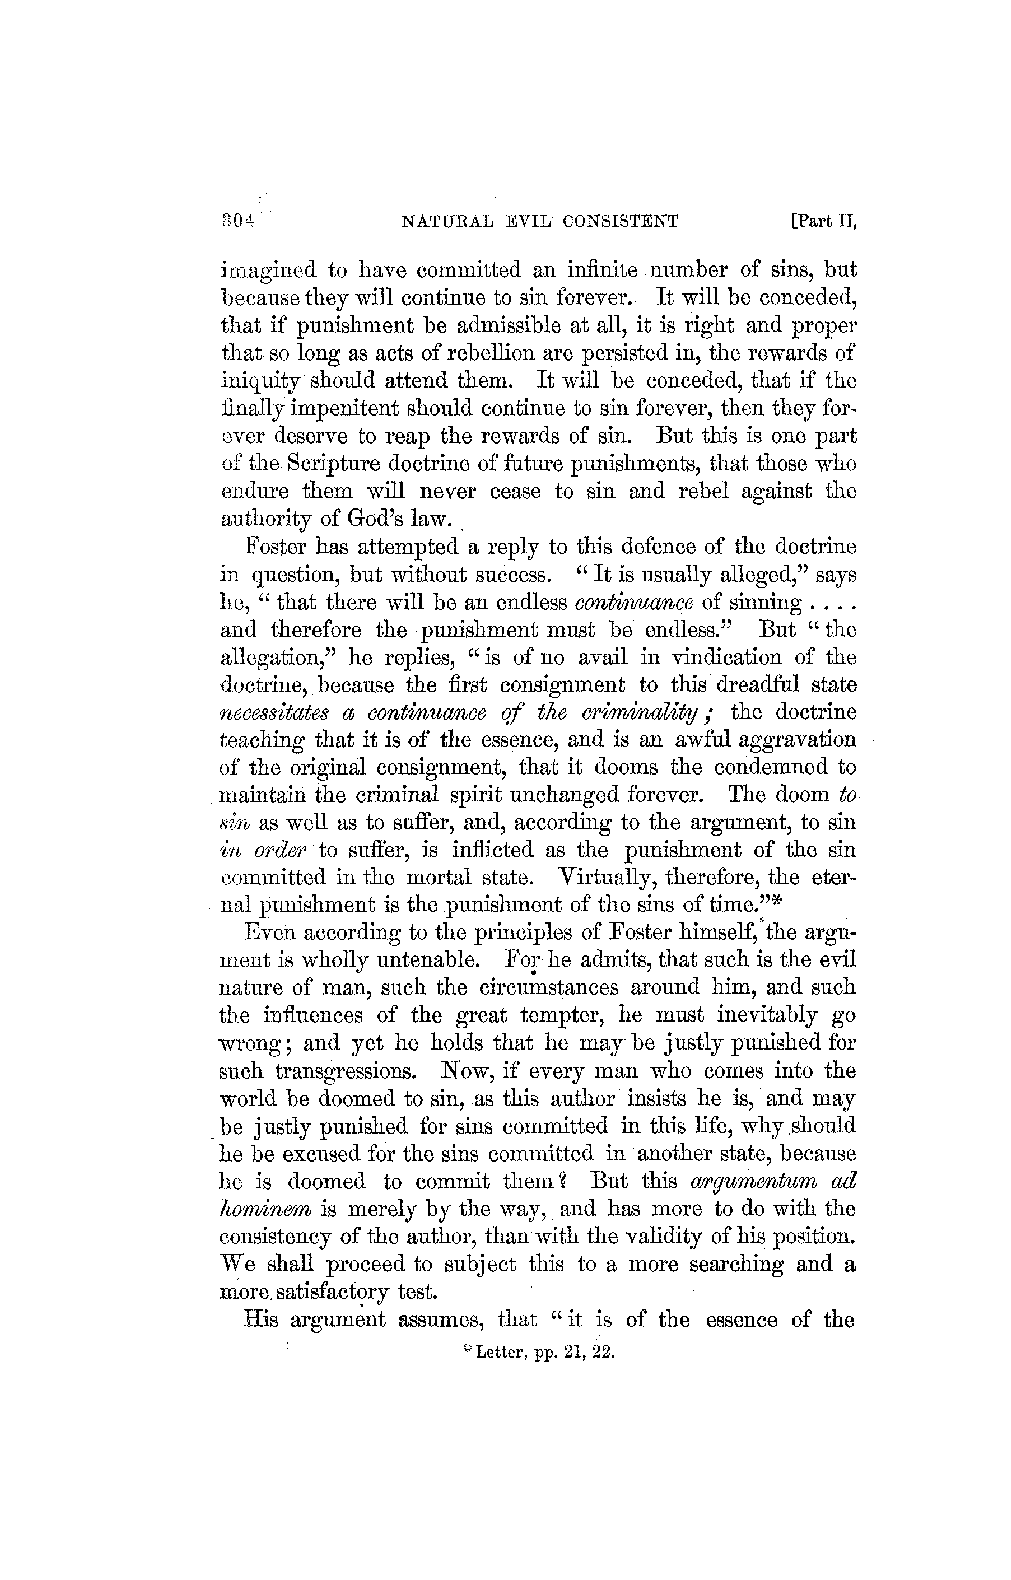 304 NATURAL EVIL CONSISTENT [Part II,
imagined to have committed an infinite number of sins, but
because they will continue to sin forever. It will be conceded,
that if punishment be admissible at all, it is right and proper
that so long as acts of rebellion are persisted in, the rewards of
iniquity should attend them. It will be conceded, that if the
finally impenitent should continue to sin forever, then they for-
ever deserve to reap the rewards of sin. But this is one part
of the Scripture doctrine of future punishments, that those who
endure them will never cease to sin and rebel against the
authority of God's law.
Foster has attempted a reply to this defence of the doctrine
in question, but without success. “It is usually alleged,” says
he, “that there will be an endless continuance of sinning . . . .
and therefore the punishment must be endless.” But “the
allegation,” he replies, “is of no avail in vindication of the
doctrine, because the first consignment to this dreadful state
necessitates a continuance of the criminality; the doctrine
teaching that it is of the essence, and is an awful aggravation
of the original consignment, that it dooms the condemned to
maintain the criminal spirit unchanged forever. The doom to
sin as well as to suffer, and, according to the argument, to sin
in order to suffer, is inflicted as the punishment of the sin
committed in the mortal state. Virtually, therefore, the eter-
nal punishment is the punishment of the sins of time.”*
Even according to the principles of Foster himself, the argu-
ment is wholly untenable. For he admits, that such is the evil
nature of man, such the circumstances around him, and such
the influences of the great tempter, he must inevitably go
wrong; and yet he holds that he may be justly punished for
such transgressions. Now, if every man who comes into the
world be doomed to sin, as this author insists he is, and may
be justly punished for sins committed in this life, why should
he be excused for the sins committed in another state, because
he is doomed to commit them? But this argumentum ad
hominem is merely by the way, and has more to do with the
consistency of the author, than with the validity of his position.
We shall proceed to subject this to a more searching and a
more satisfactory test.
His argument assumes, that “it is of the essence of the
* Letter, pp. 21, 22.